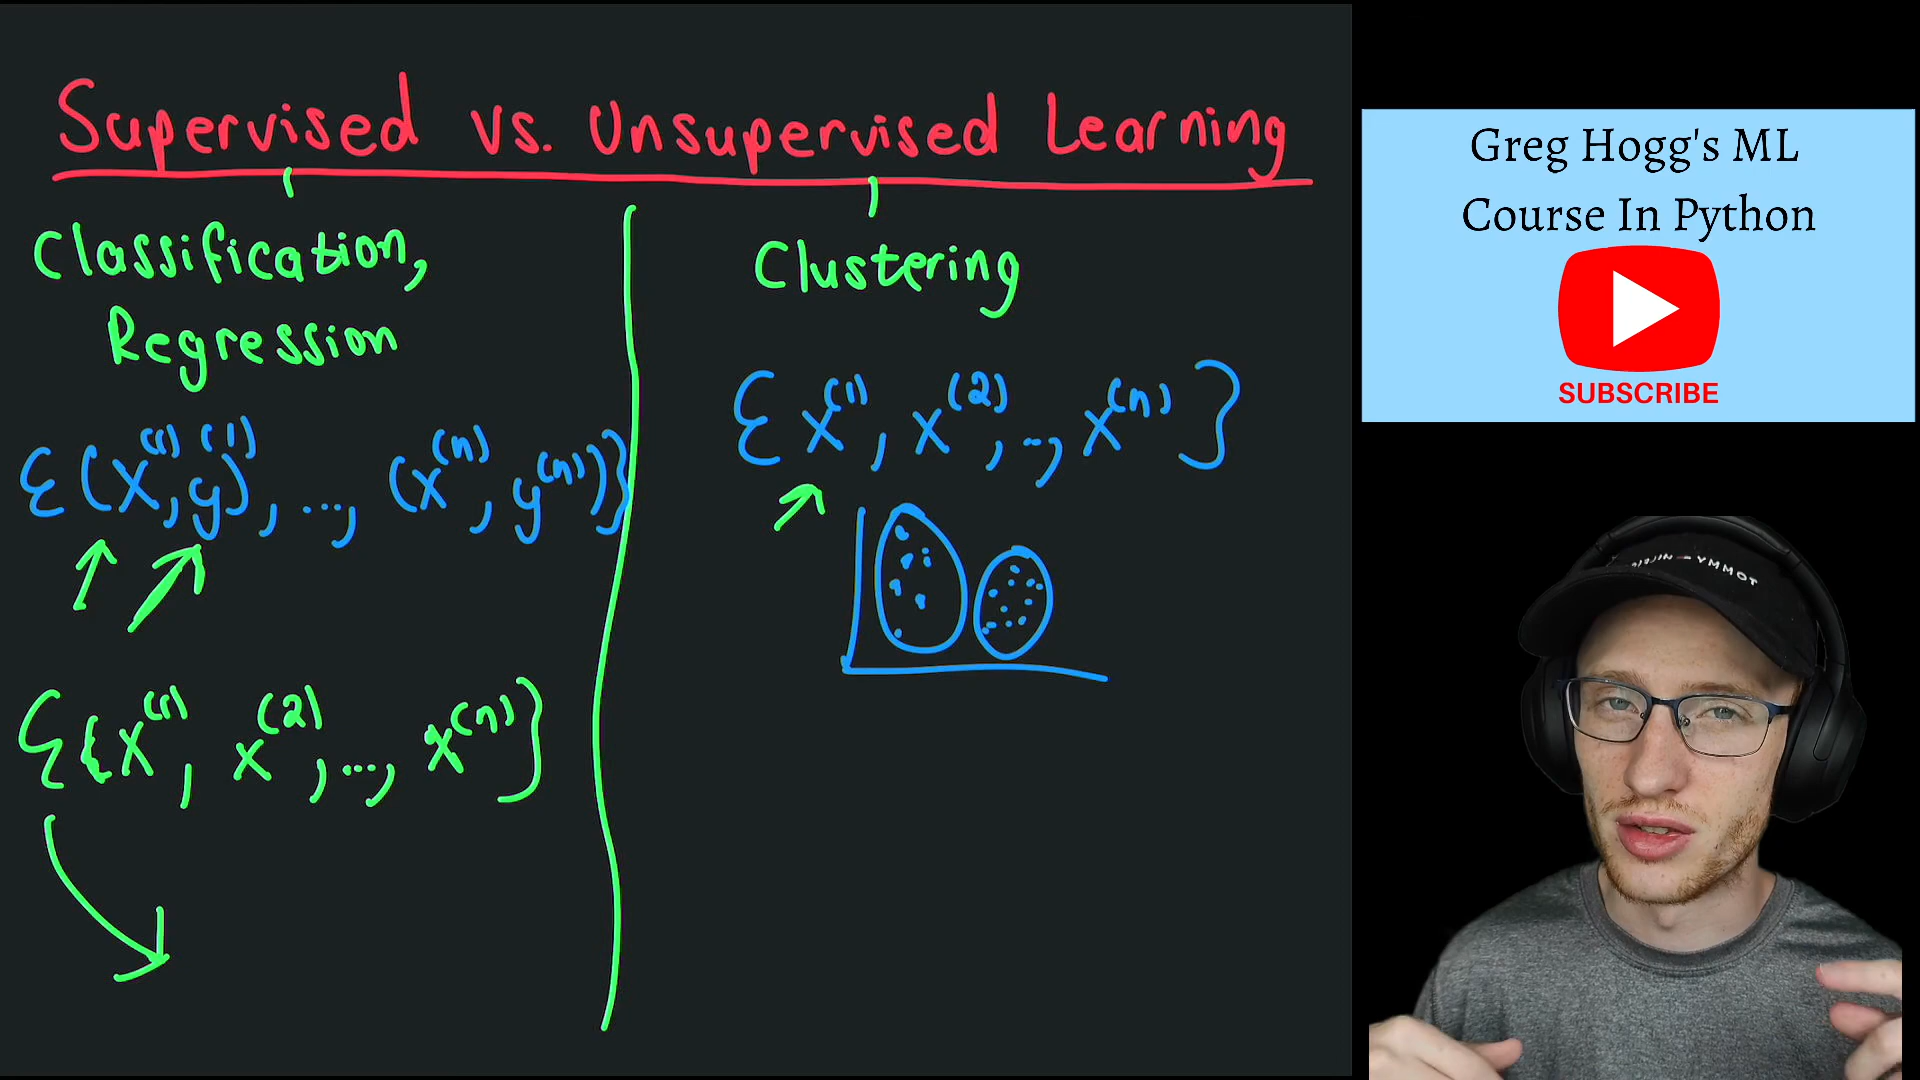 Supervised vs. Unsupervised Learning
Classification,
Regression
{(x⁽¹⁾, y⁽¹⁾), ..., (x⁽ⁿ⁾, y⁽ⁿ⁾)}
{{x⁽¹⁾, x⁽²⁾, ..., x⁽ⁿ⁾}
Clustering
{x⁽¹⁾, x⁽²⁾, .., x⁽ⁿ⁾}
Greg Hogg's ML
Course In Python
SUBSCRIBE